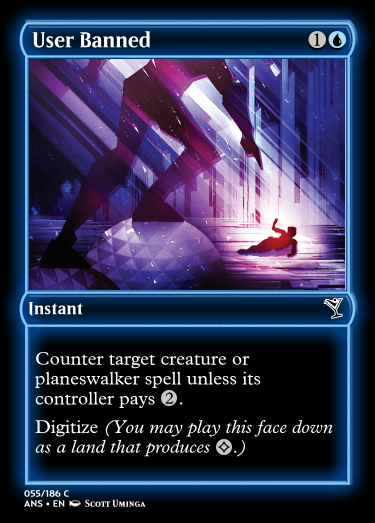 User Banned 1
Instant
Counter target creature or
planeswalker spell unless its
controller pays 2.
Digitize (You may play this face down
as a land that produces .)
055/186 C
ANS • EN Scott Uminga